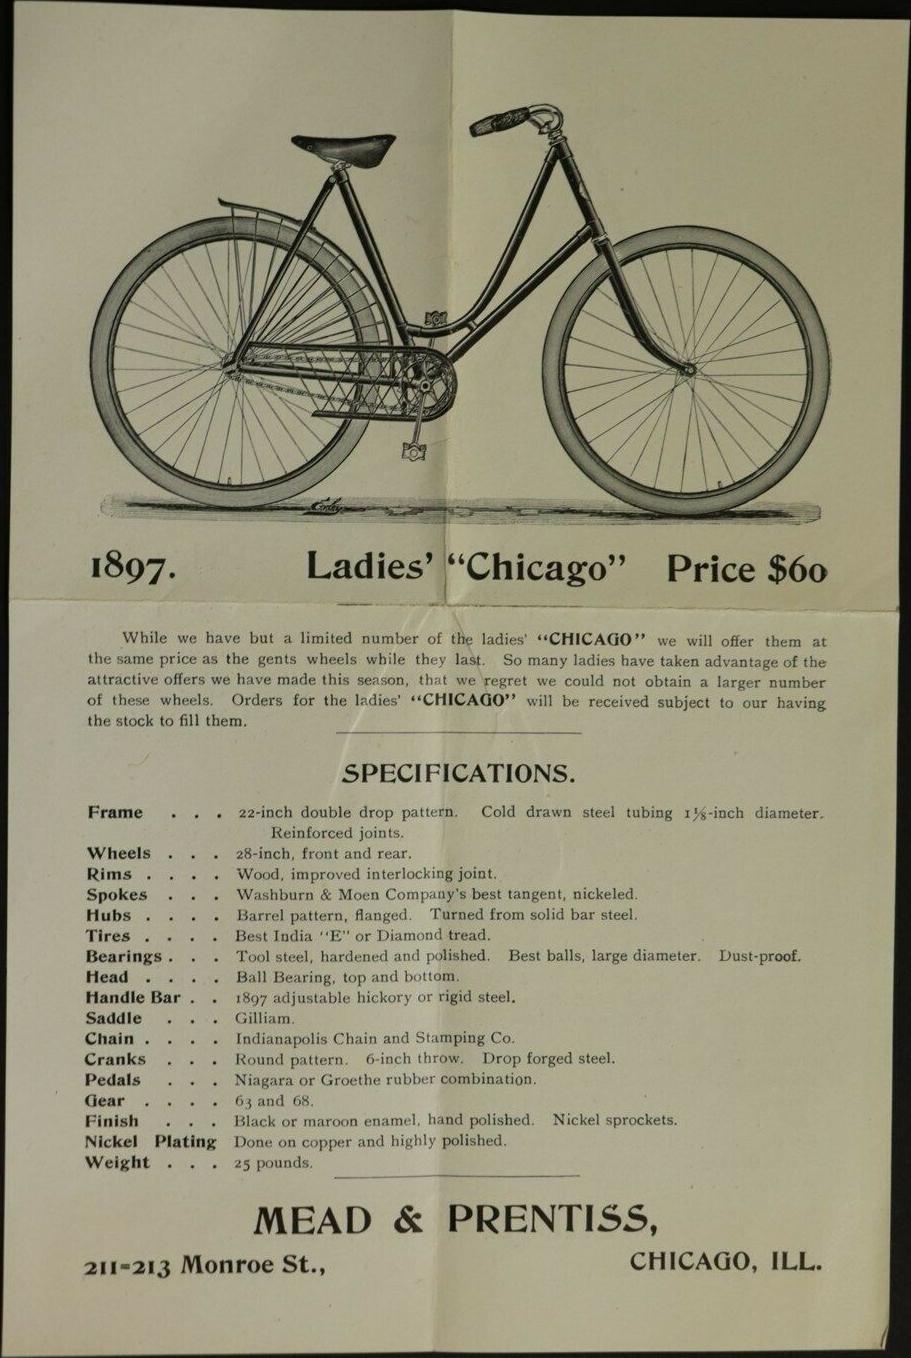 1897. Ladies' "Chicago" Price $60
While we have but a limited number of the ladies' "CHICAGO" we will offer them at
the same price as the gents wheels while they last. So many ladies have taken advantage of the
attractive offers we have made this season, that we regret we could not obtain a larger number
of these wheels. Orders for the ladies' "CHICAGO" will be received subject to our having
the stock to fill them.
SPECIFICATIONS.
Frame . . . 22-inch double drop pattern. Cold drawn steel tubing 1⅛-inch diameter.
Reinforced joints.
Wheels . . . 28-inch, front and rear.
Rims . . . . Wood, improved interlocking joint.
Spokes . . . Washburn & Moen Company's best tangent, nickeled.
Hubs . . . . Barrel pattern, flanged. Turned from solid bar steel.
Tires . . . . Best India "E" or Diamond tread.
Bearings . . . Tool steel, hardened and polished. Best balls, large diameter. Dust-proof.
Head . . . . Ball Bearing, top and bottom.
Handle Bar . . 1897 adjustable hickory or rigid steel.
Saddle . . . Gilliam.
Chain . . . . Indianapolis Chain and Stamping Co.
Cranks . . . Round pattern. 6-inch throw. Drop forged steel.
Pedals . . . Niagara or Groethe rubber combination.
Gear . . . . 63 and 68.
Finish . . . Black or maroon enamel, hand polished. Nickel sprockets.
Nickel Plating Done on copper and highly polished.
Weight . . . 25 pounds.
MEAD & PRENTISS,
211-213 Monroe St., CHICAGO, ILL.